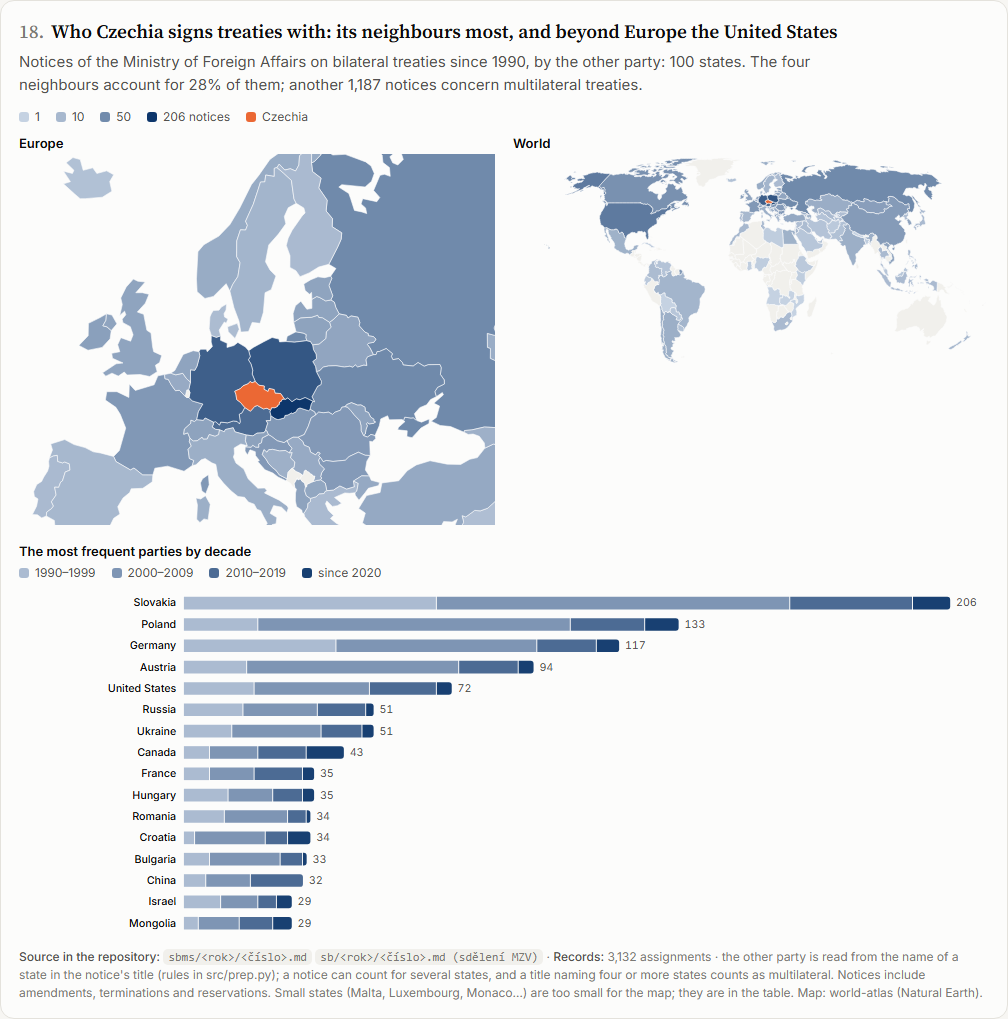 18. Who Czechia signs treaties with: its neighbours most, and beyond Europe the United States
Notices of the Ministry of Foreign Affairs on bilateral treaties since 1990, by the other party: 100 states. The four
neighbours account for 28% of them; another 1,187 notices concern multilateral treaties.
1 10 50 206 notices Czechia
Europe World
The most frequent parties by decade
1990–1999 2000–2009 2010–2019 since 2020
Slovakia 206
Poland 133
Germany 117
Austria 94
United States 72
Russia 51
Ukraine 51
Canada 43
France 35
Hungary 35
Romania 34
Croatia 34
Bulgaria 33
China 32
Israel 29
Mongolia 29
Source in the repository: sbms/<rok>/<číslo>.md sb/<rok>/<číslo>.md (sdělení MZV) · Records: 3,132 assignments · the other party is read from the name of a
state in the notice's title (rules in src/prep.py); a notice can count for several states, and a title naming four or more states counts as multilateral. Notices include
amendments, terminations and reservations. Small states (Malta, Luxembourg, Monaco…) are too small for the map; they are in the table. Map: world-atlas (Natural Earth).